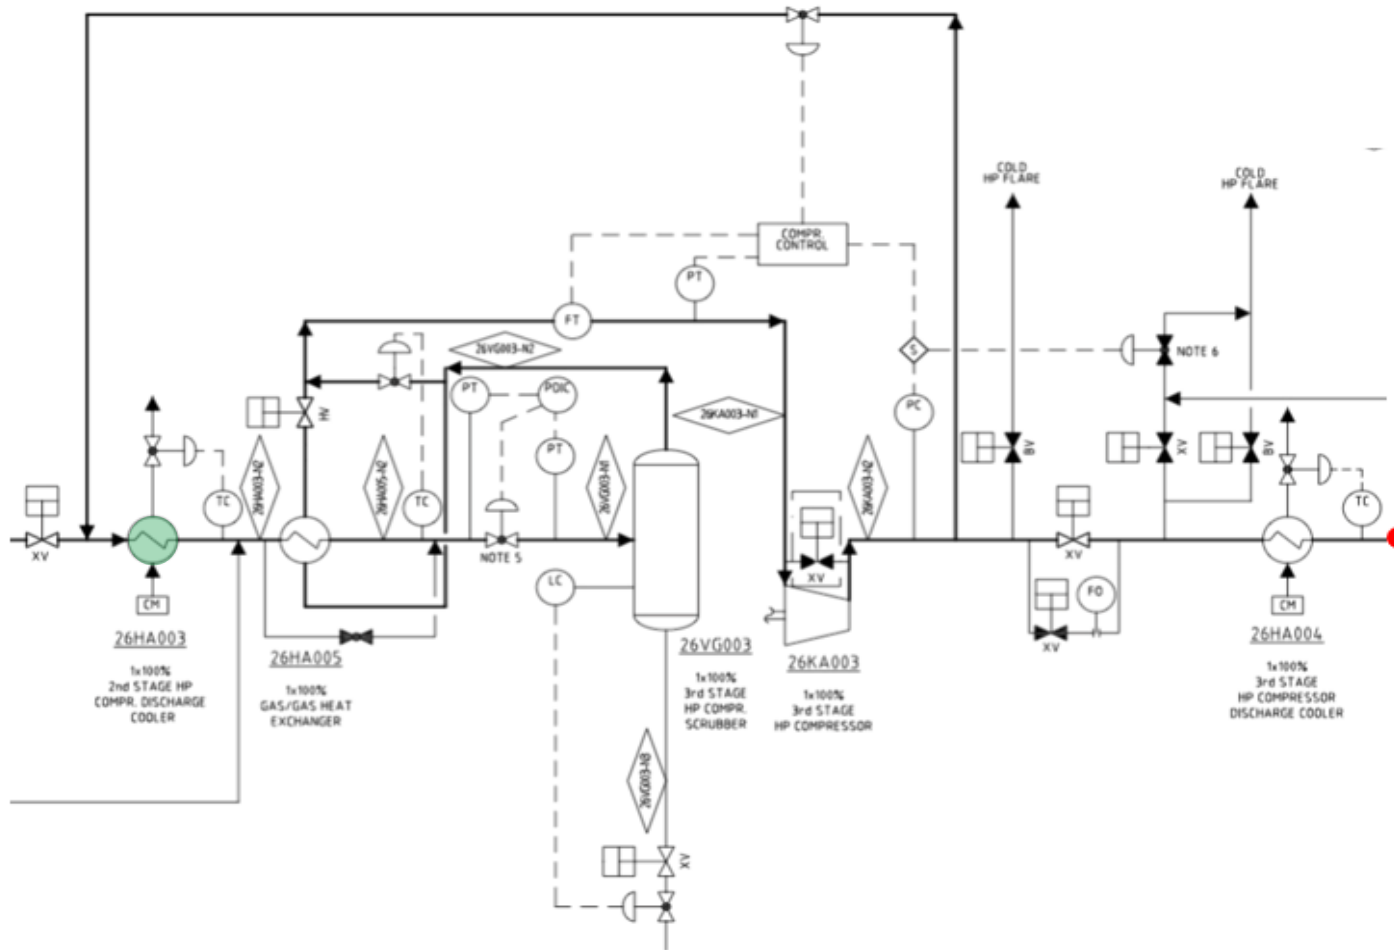 COLD
HP FLARE
COLD
HP FLARE
COMPR.
CONTROL
PT
FT
S
NOTE 6
26VG003-N2
PT
PDIC
26KA003-N1
PC
HV
PT
BV
XV
BV
26HA003-N2
26HA005-N2
26VG003-N1
26KA003-N2
TC
TC
TC
XV
NOTE 5
XV
XV
LC
FO
CM
CM
XV
26HA003
1x100%
2nd STAGE HP
COMPR. DISCHARGE
COOLER
26HA005
1x100%
GAS/GAS HEAT
EXCHANGER
26VG003
1x100%
3rd STAGE
HP COMPR.
SCRUBBER
26KA003
1x100%
3rd STAGE
HP COMPRESSOR
26HA004
1x100%
3rd STAGE
HP COMPRESSOR
DISCHARGE COOLER
26VG003-N3
XV